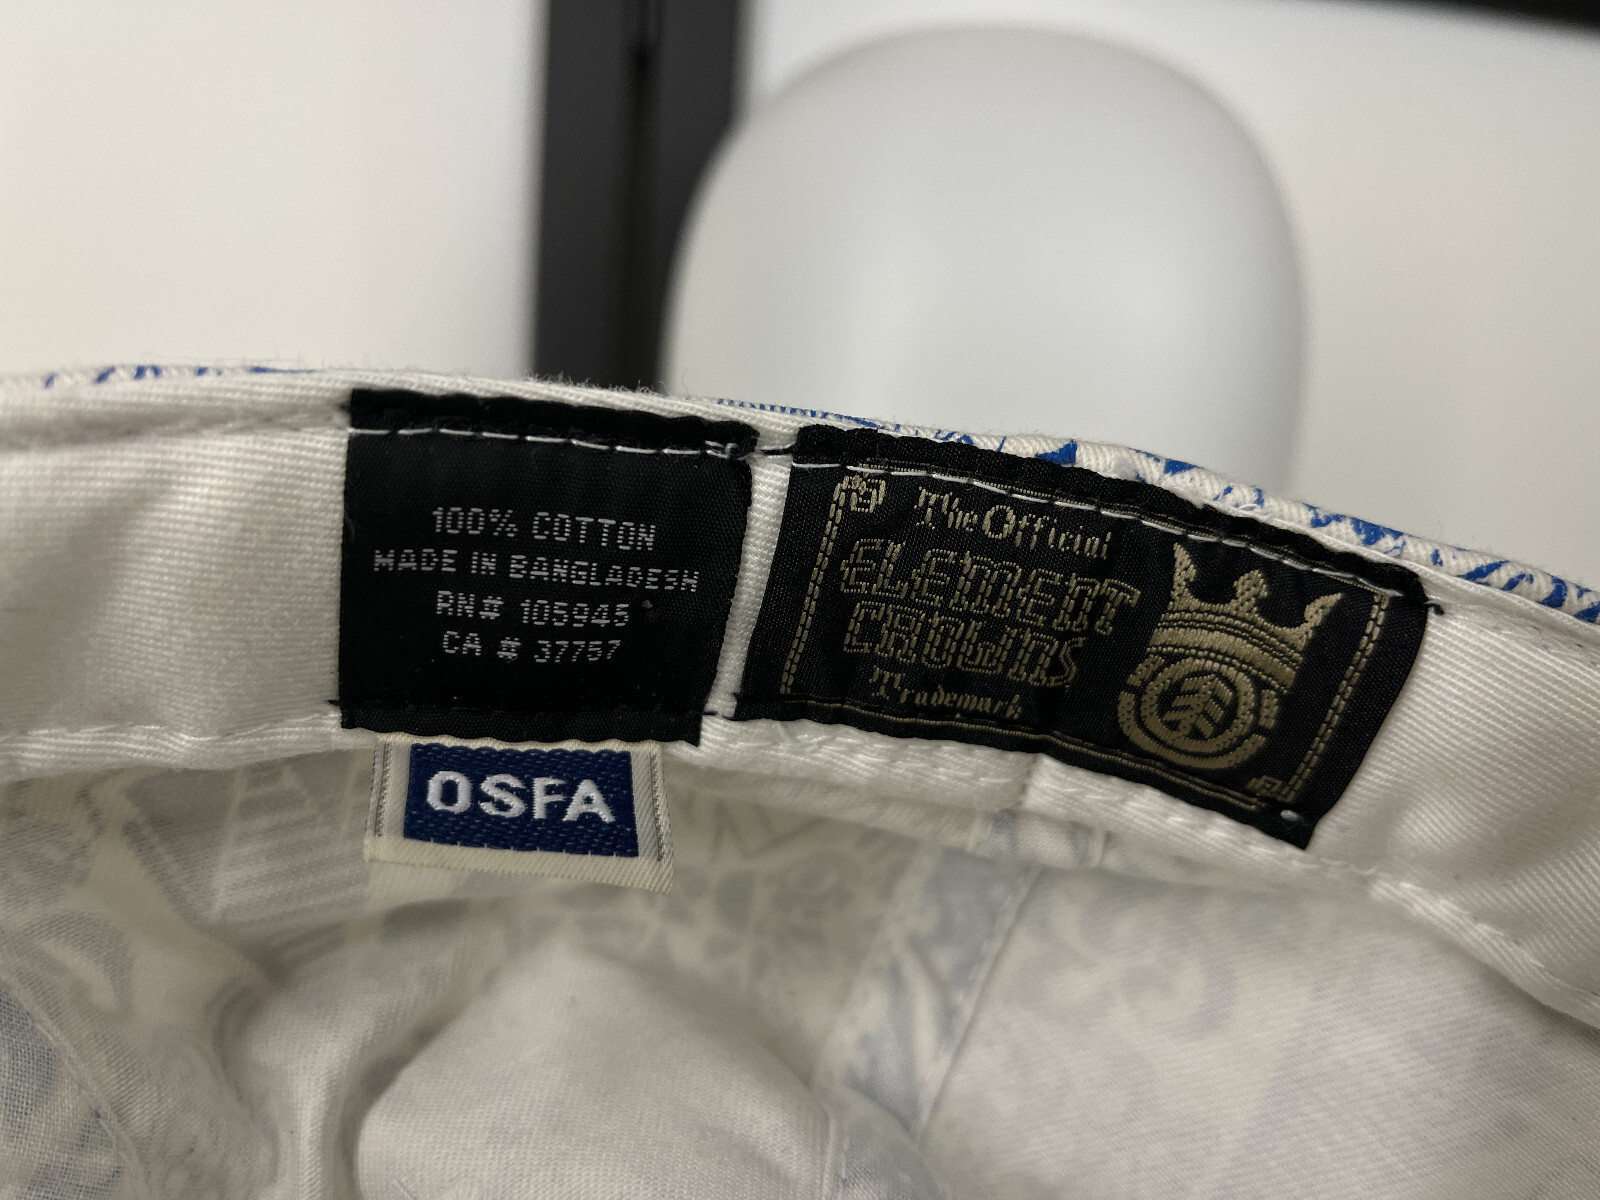 100% COTTON
MADE IN BANGLADESH
RN# 105945
CA # 37757
OSFA
The Official
ELEMENT
CROWNS
Trademark